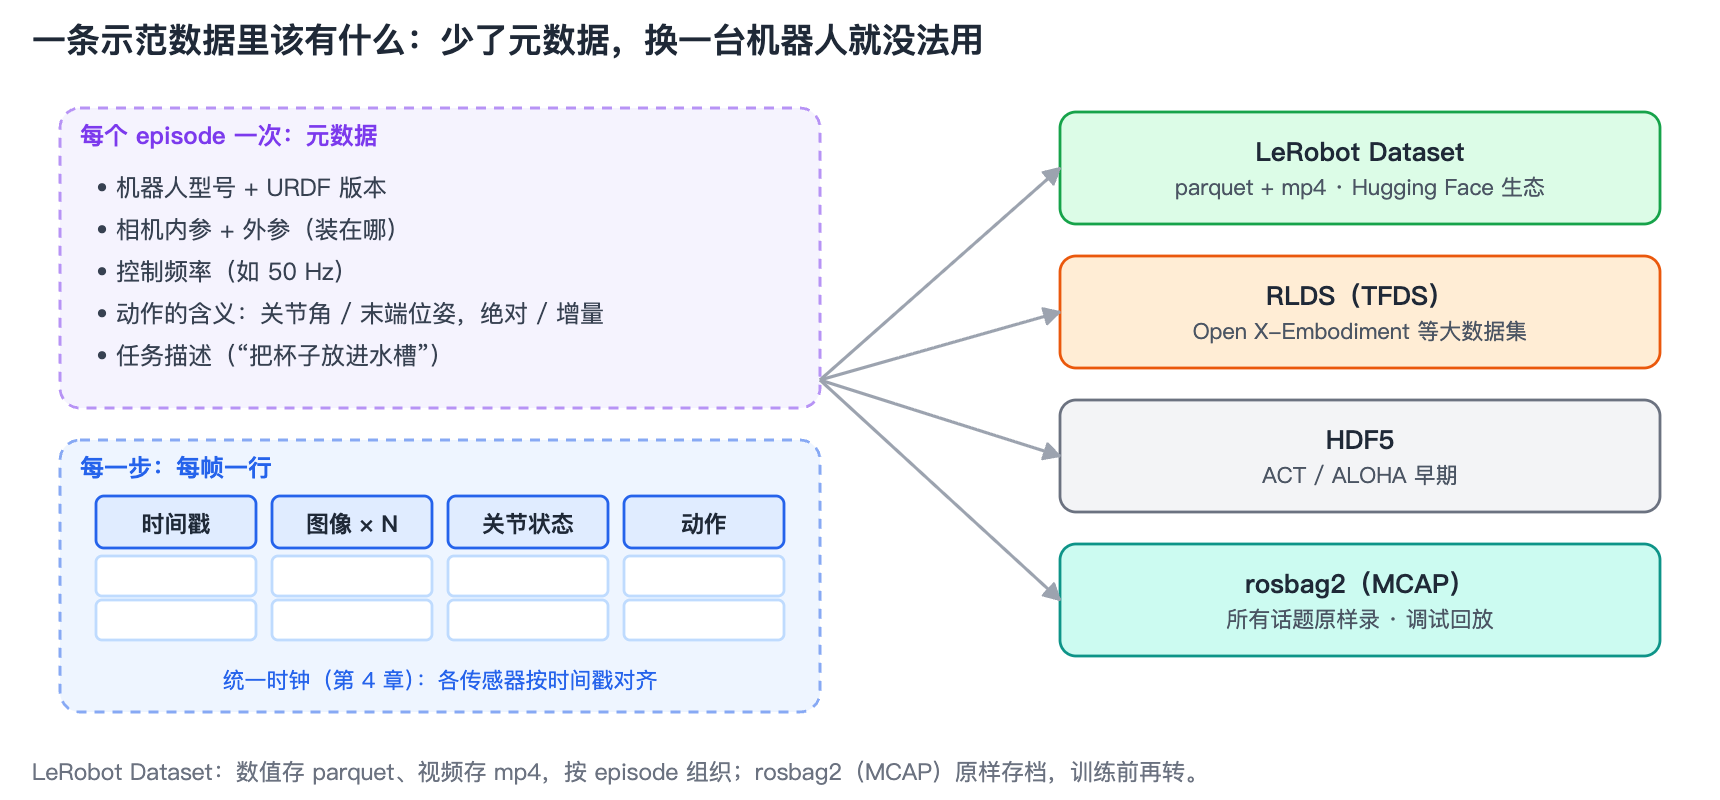 一条示范数据里该有什么：少了元数据，换一台机器人就没法用
每个 episode 一次：元数据
• 机器人型号 + URDF 版本
• 相机内参 + 外参（装在哪）
• 控制频率（如 50 Hz）
• 动作的含义：关节角 / 末端位姿，绝对 / 增量
• 任务描述（“把杯子放进水槽”）
每一步：每帧一行
时间戳
图像 × N
关节状态
动作
统一时钟（第 4 章）：各传感器按时间戳对齐
LeRobot Dataset
parquet + mp4 · Hugging Face 生态
RLDS（TFDS）
Open X-Embodiment 等大数据集
HDF5
ACT / ALOHA 早期
rosbag2（MCAP）
所有话题原样录 · 调试回放
LeRobot Dataset：数值存 parquet、视频存 mp4，按 episode 组织；rosbag2（MCAP）原样存档，训练前再转。